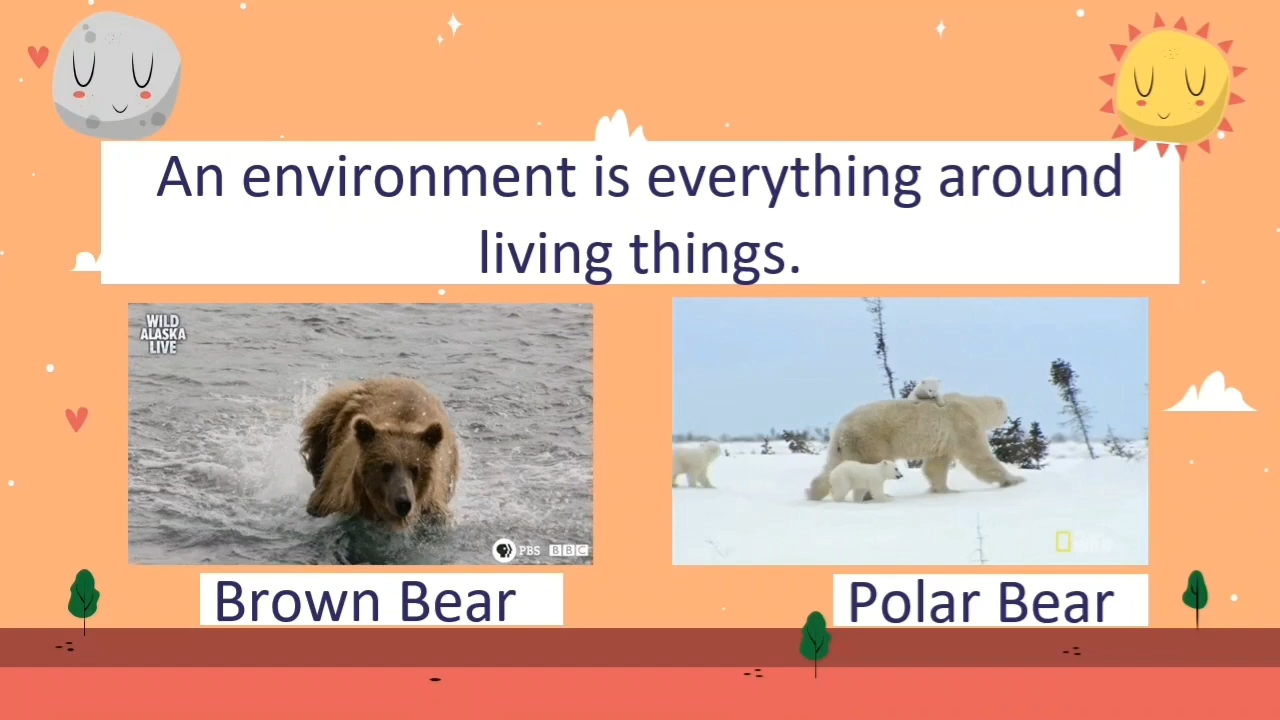 An environment is everything around
living things.
WILD
ALASKA
LIVE
PBS BBC
Brown Bear
Polar Bear